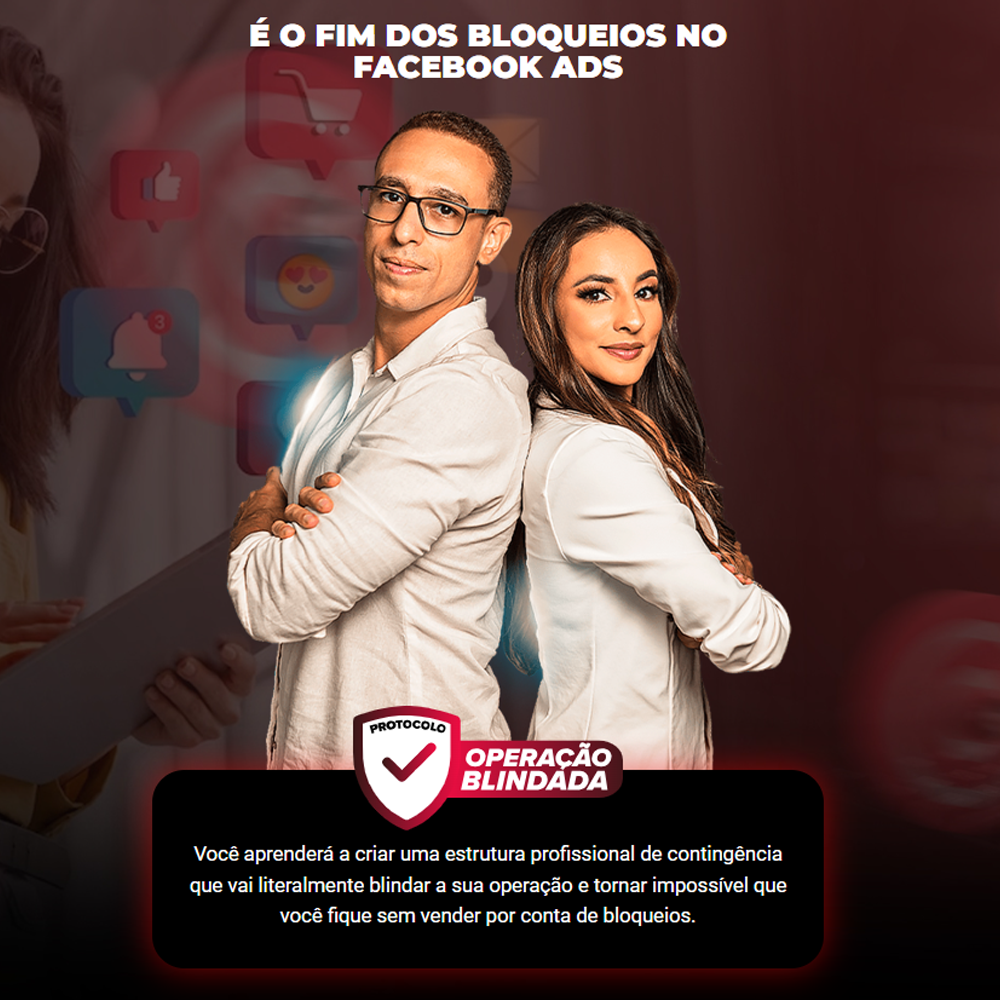 É O FIM DOS BLOQUEIOS NO
FACEBOOK ADS
3
PROTOCOLO
OPERAÇÃO
BLINDADA
Você aprenderá a criar uma estrutura profissional de contingência
que vai literalmente blindar a sua operação e tornar impossível que
você fique sem vender por conta de bloqueios.